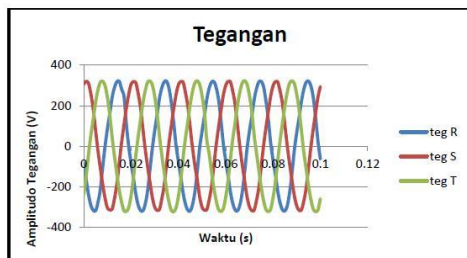 Tegangan
Amplitudo Tegangan (V)
400
200
0
-200
-400
0
0.02
0.04
0.06
0.08
0.1
0.12
Waktu (s)
teg R
teg S
teg T